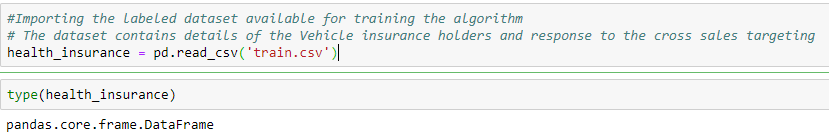 #Importing the labeled dataset available for training the algorithm
# The dataset contains details of the Vehicle insurance holders and response to the cross sales targeting
health_insurance = pd.read_csv('train.csv')
type(health_insurance)
pandas.core.frame.DataFrame